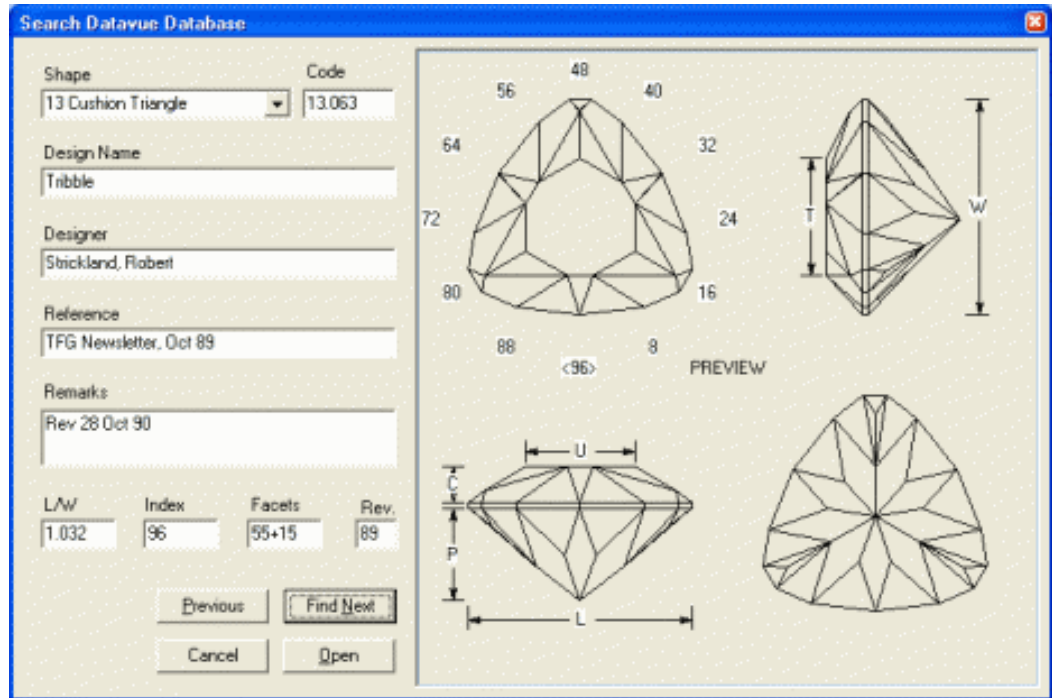 Search Datavue Database
Shape
Code
13 Cushion Triangle
13.063
Design Name
Tribble
Designer
Strickland, Robert
Reference
TFG Newsletter, Oct 89
Remarks
Rev 28 Oct 90
L/W
Index
Facets
Rev.
1.032
96
55+15
89
Previous
Find Next
Cancel
Open
48
56
40
64
32
72
24
80
16
88
8
<96>
PREVIEW
T
W
U
C
P
L